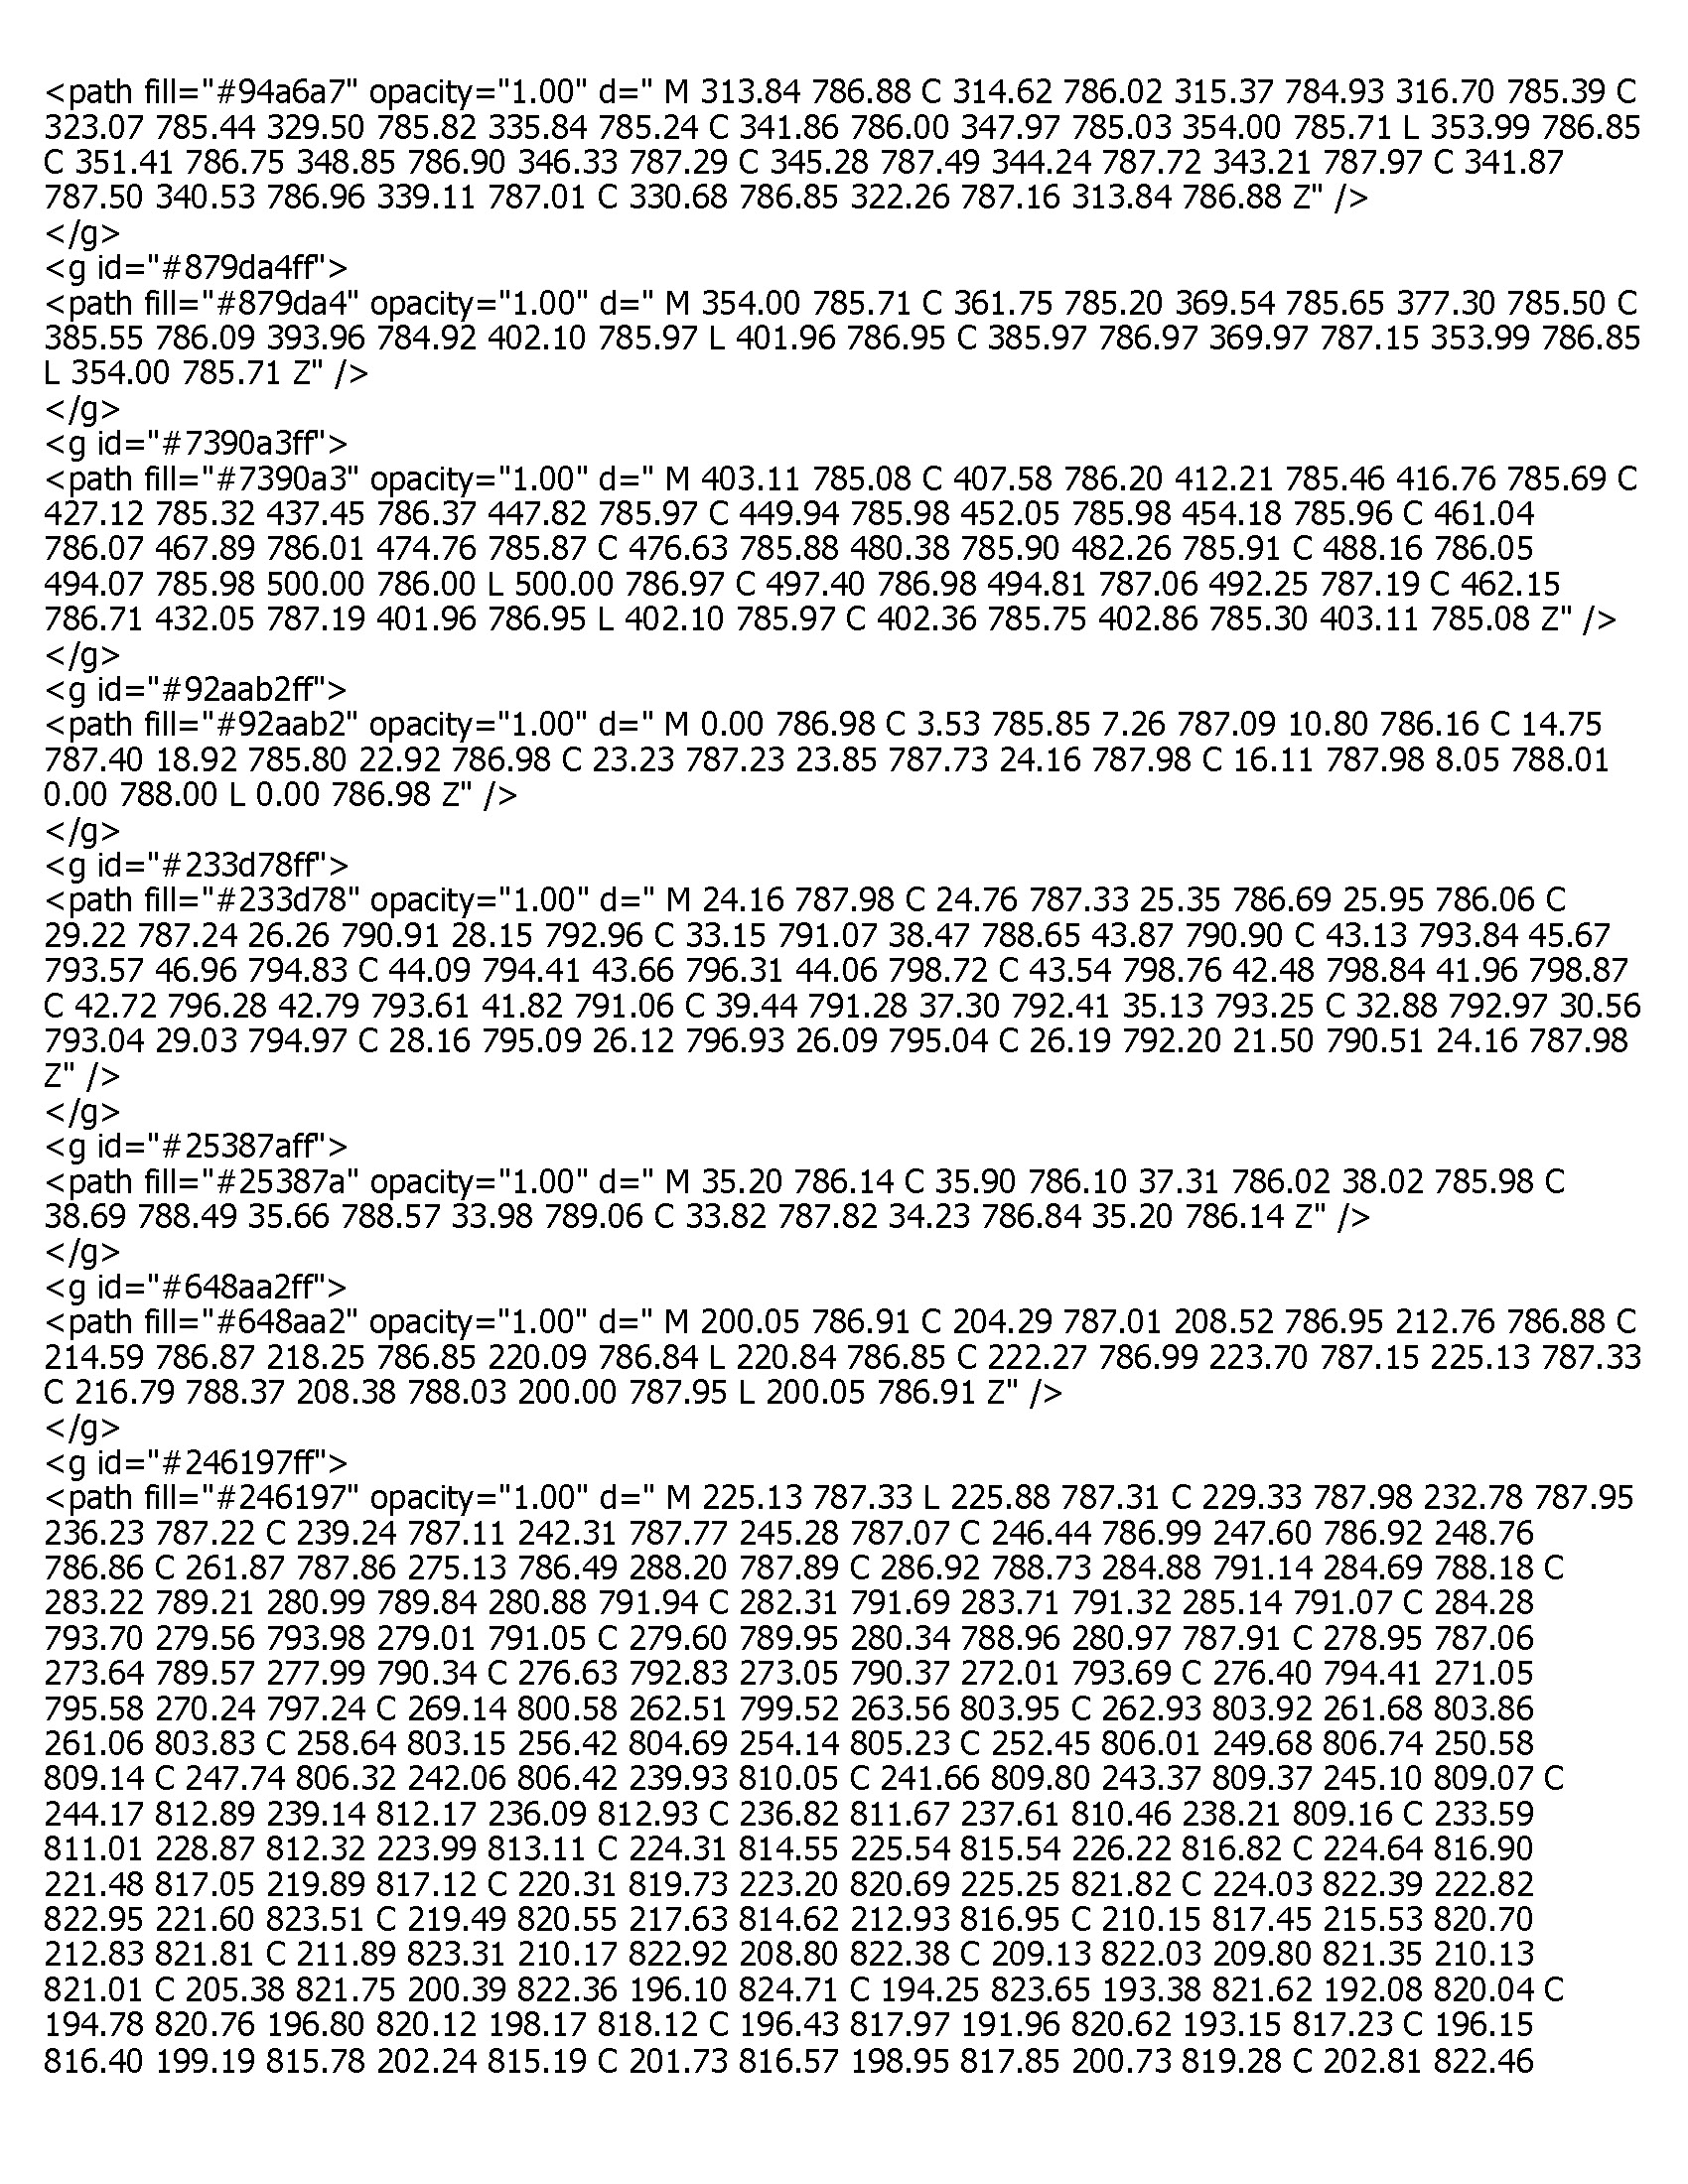 <path fill="#94a6a7" opacity="1.00" d=" M 313.84 786.88 C 314.62 786.02 315.37 784.93 316.70 785.39 C
323.07 785.44 329.50 785.82 335.84 785.24 C 341.86 786.00 347.97 785.03 354.00 785.71 L 353.99 786.85
C 351.41 786.75 348.85 786.90 346.33 787.29 C 345.28 787.49 344.24 787.72 343.21 787.97 C 341.87
787.50 340.53 786.96 339.11 787.01 C 330.68 786.85 322.26 787.16 313.84 786.88 Z" />
</g>
<g id="#879da4ff">
<path fill="#879da4" opacity="1.00" d=" M 354.00 785.71 C 361.75 785.20 369.54 785.65 377.30 785.50 C
385.55 786.09 393.96 784.92 402.10 785.97 L 401.96 786.95 C 385.97 786.97 369.97 787.15 353.99 786.85
L 354.00 785.71 Z" />
</g>
<g id="#7390a3ff">
<path fill="#7390a3" opacity="1.00" d=" M 403.11 785.08 C 407.58 786.20 412.21 785.46 416.76 785.69 C
427.12 785.32 437.45 786.37 447.82 785.97 C 449.94 785.98 452.05 785.98 454.18 785.96 C 461.04
786.07 467.89 786.01 474.76 785.87 C 476.63 785.88 480.38 785.90 482.26 785.91 C 488.16 786.05
494.07 785.98 500.00 786.00 L 500.00 786.97 C 497.40 786.98 494.81 787.06 492.25 787.19 C 462.15
786.71 432.05 787.19 401.96 786.95 L 402.10 785.97 C 402.36 785.75 402.86 785.30 403.11 785.08 Z" />
</g>
<g id="#92aab2ff">
<path fill="#92aab2" opacity="1.00" d=" M 0.00 786.98 C 3.53 785.85 7.26 787.09 10.80 786.16 C 14.75
787.40 18.92 785.80 22.92 786.98 C 23.23 787.23 23.85 787.73 24.16 787.98 C 16.11 787.98 8.05 788.01
0.00 788.00 L 0.00 786.98 Z" />
</g>
<g id="#233d78ff">
<path fill="#233d78" opacity="1.00" d=" M 24.16 787.98 C 24.76 787.33 25.35 786.69 25.95 786.06 C
29.22 787.24 26.26 790.91 28.15 792.96 C 33.15 791.07 38.47 788.65 43.87 790.90 C 43.13 793.84 45.67
793.57 46.96 794.83 C 44.09 794.41 43.66 796.31 44.06 798.72 C 43.54 798.76 42.48 798.84 41.96 798.87
C 42.72 796.28 42.79 793.61 41.82 791.06 C 39.44 791.28 37.30 792.41 35.13 793.25 C 32.88 792.97 30.56
793.04 29.03 794.97 C 28.16 795.09 26.12 796.93 26.09 795.04 C 26.19 792.20 21.50 790.51 24.16 787.98
Z" />
</g>
<g id="#25387aff">
<path fill="#25387a" opacity="1.00" d=" M 35.20 786.14 C 35.90 786.10 37.31 786.02 38.02 785.98 C
38.69 788.49 35.66 788.57 33.98 789.06 C 33.82 787.82 34.23 786.84 35.20 786.14 Z" />
</g>
<g id="#648aa2ff">
<path fill="#648aa2" opacity="1.00" d=" M 200.05 786.91 C 204.29 787.01 208.52 786.95 212.76 786.88 C
214.59 786.87 218.25 786.85 220.09 786.84 L 220.84 786.85 C 222.27 786.99 223.70 787.15 225.13 787.33
C 216.79 788.37 208.38 788.03 200.00 787.95 L 200.05 786.91 Z" />
</g>
<g id="#246197ff">
<path fill="#246197" opacity="1.00" d=" M 225.13 787.33 L 225.88 787.31 C 229.33 787.98 232.78 787.95
236.23 787.22 C 239.24 787.11 242.31 787.77 245.28 787.07 C 246.44 786.99 247.60 786.92 248.76
786.86 C 261.87 787.86 275.13 786.49 288.20 787.89 C 286.92 788.73 284.88 791.14 284.69 788.18 C
283.22 789.21 280.99 789.84 280.88 791.94 C 282.31 791.69 283.71 791.32 285.14 791.07 C 284.28
793.70 279.56 793.98 279.01 791.05 C 279.60 789.95 280.34 788.96 280.97 787.91 C 278.95 787.06
273.64 789.57 277.99 790.34 C 276.63 792.83 273.05 790.37 272.01 793.69 C 276.40 794.41 271.05
795.58 270.24 797.24 C 269.14 800.58 262.51 799.52 263.56 803.95 C 262.93 803.92 261.68 803.86
261.06 803.83 C 258.64 803.15 256.42 804.69 254.14 805.23 C 252.45 806.01 249.68 806.74 250.58
809.14 C 247.74 806.32 242.06 806.42 239.93 810.05 C 241.66 809.80 243.37 809.37 245.10 809.07 C
244.17 812.89 239.14 812.17 236.09 812.93 C 236.82 811.67 237.61 810.46 238.21 809.16 C 233.59
811.01 228.87 812.32 223.99 813.11 C 224.31 814.55 225.54 815.54 226.22 816.82 C 224.64 816.90
221.48 817.05 219.89 817.12 C 220.31 819.73 223.20 820.69 225.25 821.82 C 224.03 822.39 222.82
822.95 221.60 823.51 C 219.49 820.55 217.63 814.62 212.93 816.95 C 210.15 817.45 215.53 820.70
212.83 821.81 C 211.89 823.31 210.17 822.92 208.80 822.38 C 209.13 822.03 209.80 821.35 210.13
821.01 C 205.38 821.75 200.39 822.36 196.10 824.71 C 194.25 823.65 193.38 821.62 192.08 820.04 C
194.78 820.76 196.80 820.12 198.17 818.12 C 196.43 817.97 191.96 820.62 193.15 817.23 C 196.15
816.40 199.19 815.78 202.24 815.19 C 201.73 816.57 198.95 817.85 200.73 819.28 C 202.81 822.46